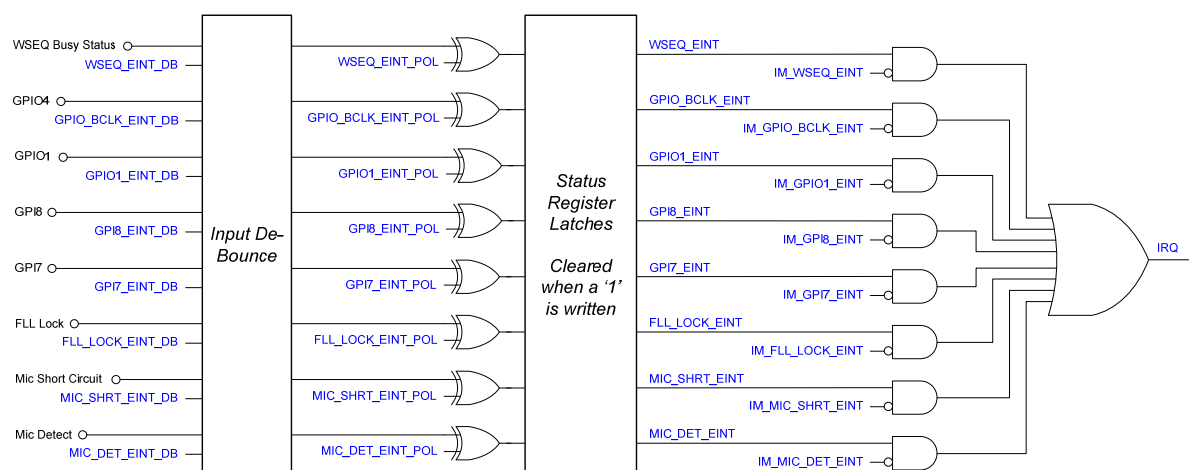 WSEQ Busy Status
WSEQ_EINT_DB
GPIO4
GPIO_BCLK_EINT_DB
GPIO1
GPIO1_EINT_DB
GPI8
GPI8_EINT_DB
GPI7
GPI7_EINT_DB
FLL Lock
FLL_LOCK_EINT_DB
Mic Short Circuit
MIC_SHRT_EINT_DB
Mic Detect
MIC_DET_EINT_DB
Input De-
Bounce
WSEQ_EINT_POL
GPIO_BCLK_EINT_POL
GPIO1_EINT_POL
GPI8_EINT_POL
GPI7_EINT_POL
FLL_LOCK_EINT_POL
MIC_SHRT_EINT_POL
MIC_DET_EINT_POL
Status
Register
Latches
Cleared
when a ‘1’
is written
WSEQ_EINT
IM_WSEQ_EINT
GPIO_BCLK_EINT
IM_GPIO_BCLK_EINT
GPIO1_EINT
IM_GPIO1_EINT
GPI8_EINT
IM_GPI8_EINT
GPI7_EINT
IM_GPI7_EINT
FLL_LOCK_EINT
IM_FLL_LOCK_EINT
MIC_SHRT_EINT
IM_MIC_SHRT_EINT
MIC_DET_EINT
IM_MIC_DET_EINT
IRQ